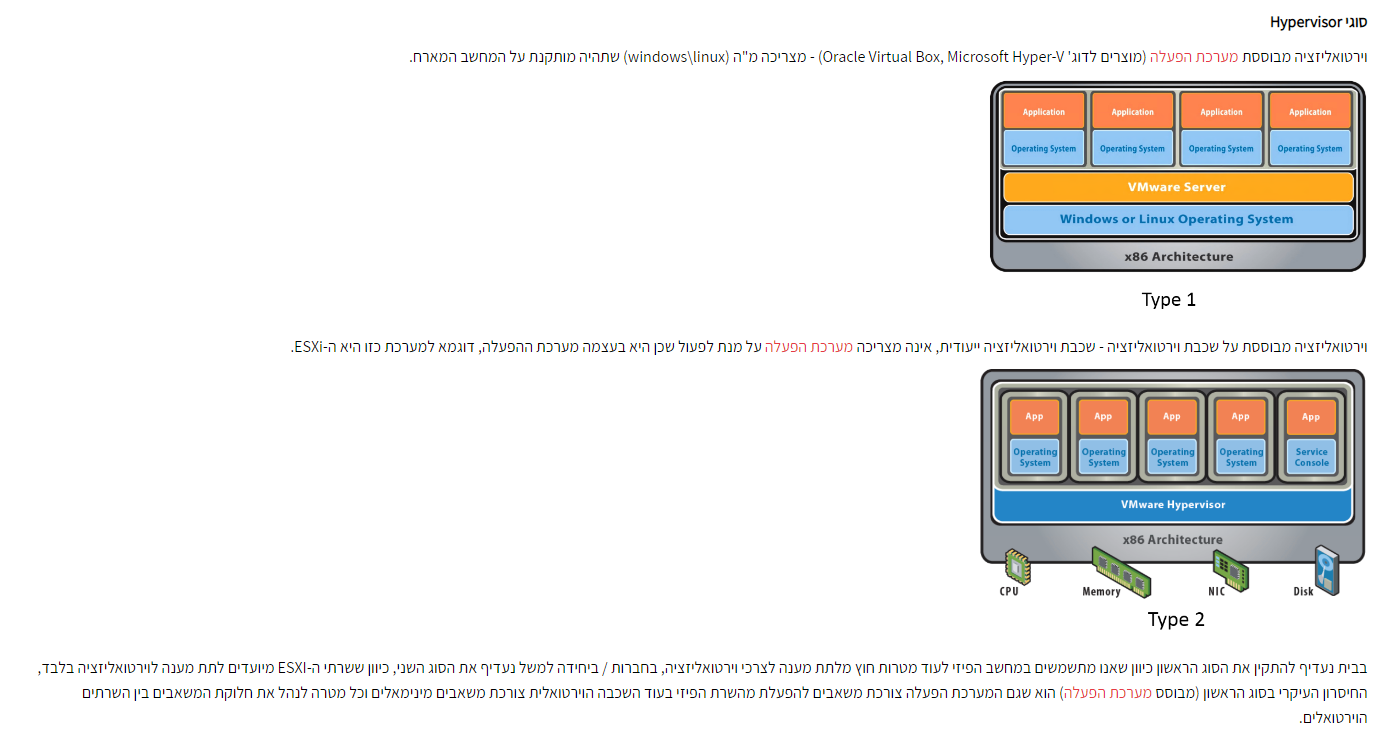 סוגי Hypervisor
וירטואליזציה מבוססת מערכת הפעלה (מוצרים לדוג' Oracle Virtual Box, Microsoft Hyper-V) - מצריכה מ"ה (windows\linux) שתהיה מותקנת על המחשב המארח.
Application Application Application Application
Operating System Operating System Operating System Operating System
VMware Server
Windows or Linux Operating System
x86 Architecture
Type 1
וירטואליזציה מבוססת על שכבת וירטואליזציה - שכבת וירטואליזציה ייעודית, אינה מצריכה מערכת הפעלה על מנת לפעול שכן היא בעצמה מערכת ההפעלה, דוגמא למערכת כזו היא ה-ESXi.
App App App App App
Operating System Operating System Operating System Operating System Service Console
VMware Hypervisor
x86 Architecture
CPU Memory NIC Disk
Type 2
בבית נעדיף להתקין את הסוג הראשון כיוון שאנו מתשמשים במחשב הפיזי לעוד מטרות חוץ מלתת מענה לצרכי וירטואליזציה, בחברות / ביחידה למשל נעדיף את הסוג השני, כיוון ששרתי ה-ESXI מיועדים לתת מענה לוירטואליזציה בלבד,
החיסרון העיקרי בסוג הראשון (מבוסס מערכת הפעלה) הוא שגם המערכת הפעלה צורכת משאבים להפעלת מהשרת הפיזי בעוד השכבה הוירטואלית צורכת משאבים מינימאלים וכל מטרה לנהל את חלוקת המשאבים בין השרתים
הוירטואלים.